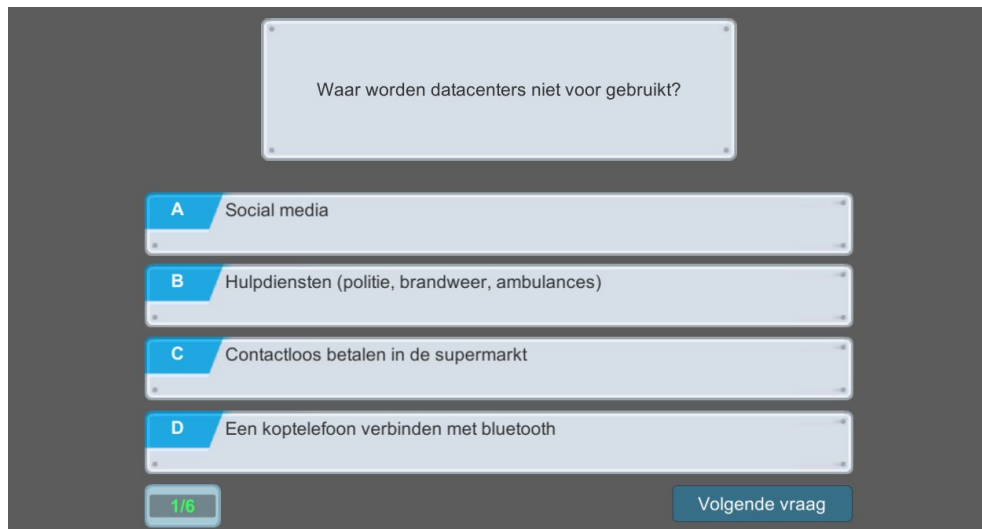 Waar worden datacenters niet voor gebruikt?
A Social media
B Hulpdiensten (politie, brandweer, ambulances)
C Contactloos betalen in de supermarkt
D Een koptelefoon verbinden met bluetooth
1/6 Volgende vraag